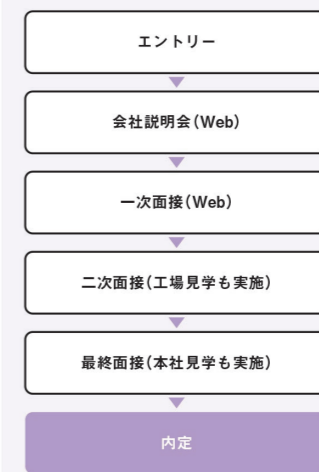 エントリー
会社説明会(Web)
一次面接(Web)
二次面接(工場見学も実施)
最終面接(本社見学も実施)
内定